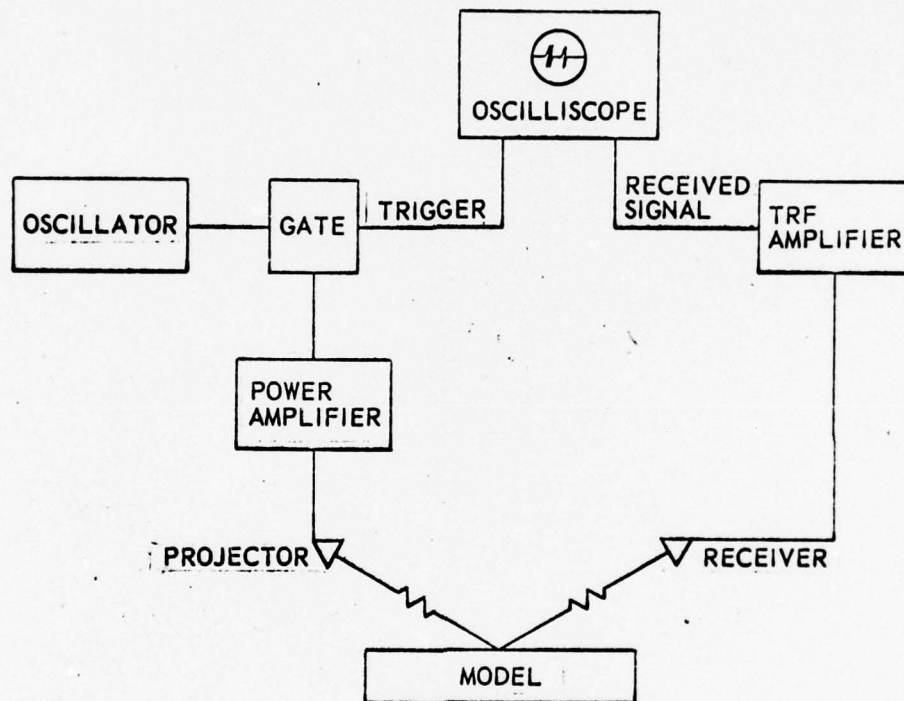 OSCILLISCOPE
OSCILLATOR
GATE
TRIGGER
RECEIVED
SIGNAL
TRF
AMPLIFIER
POWER
AMPLIFIER
PROJECTOR
RECEIVER
MODEL